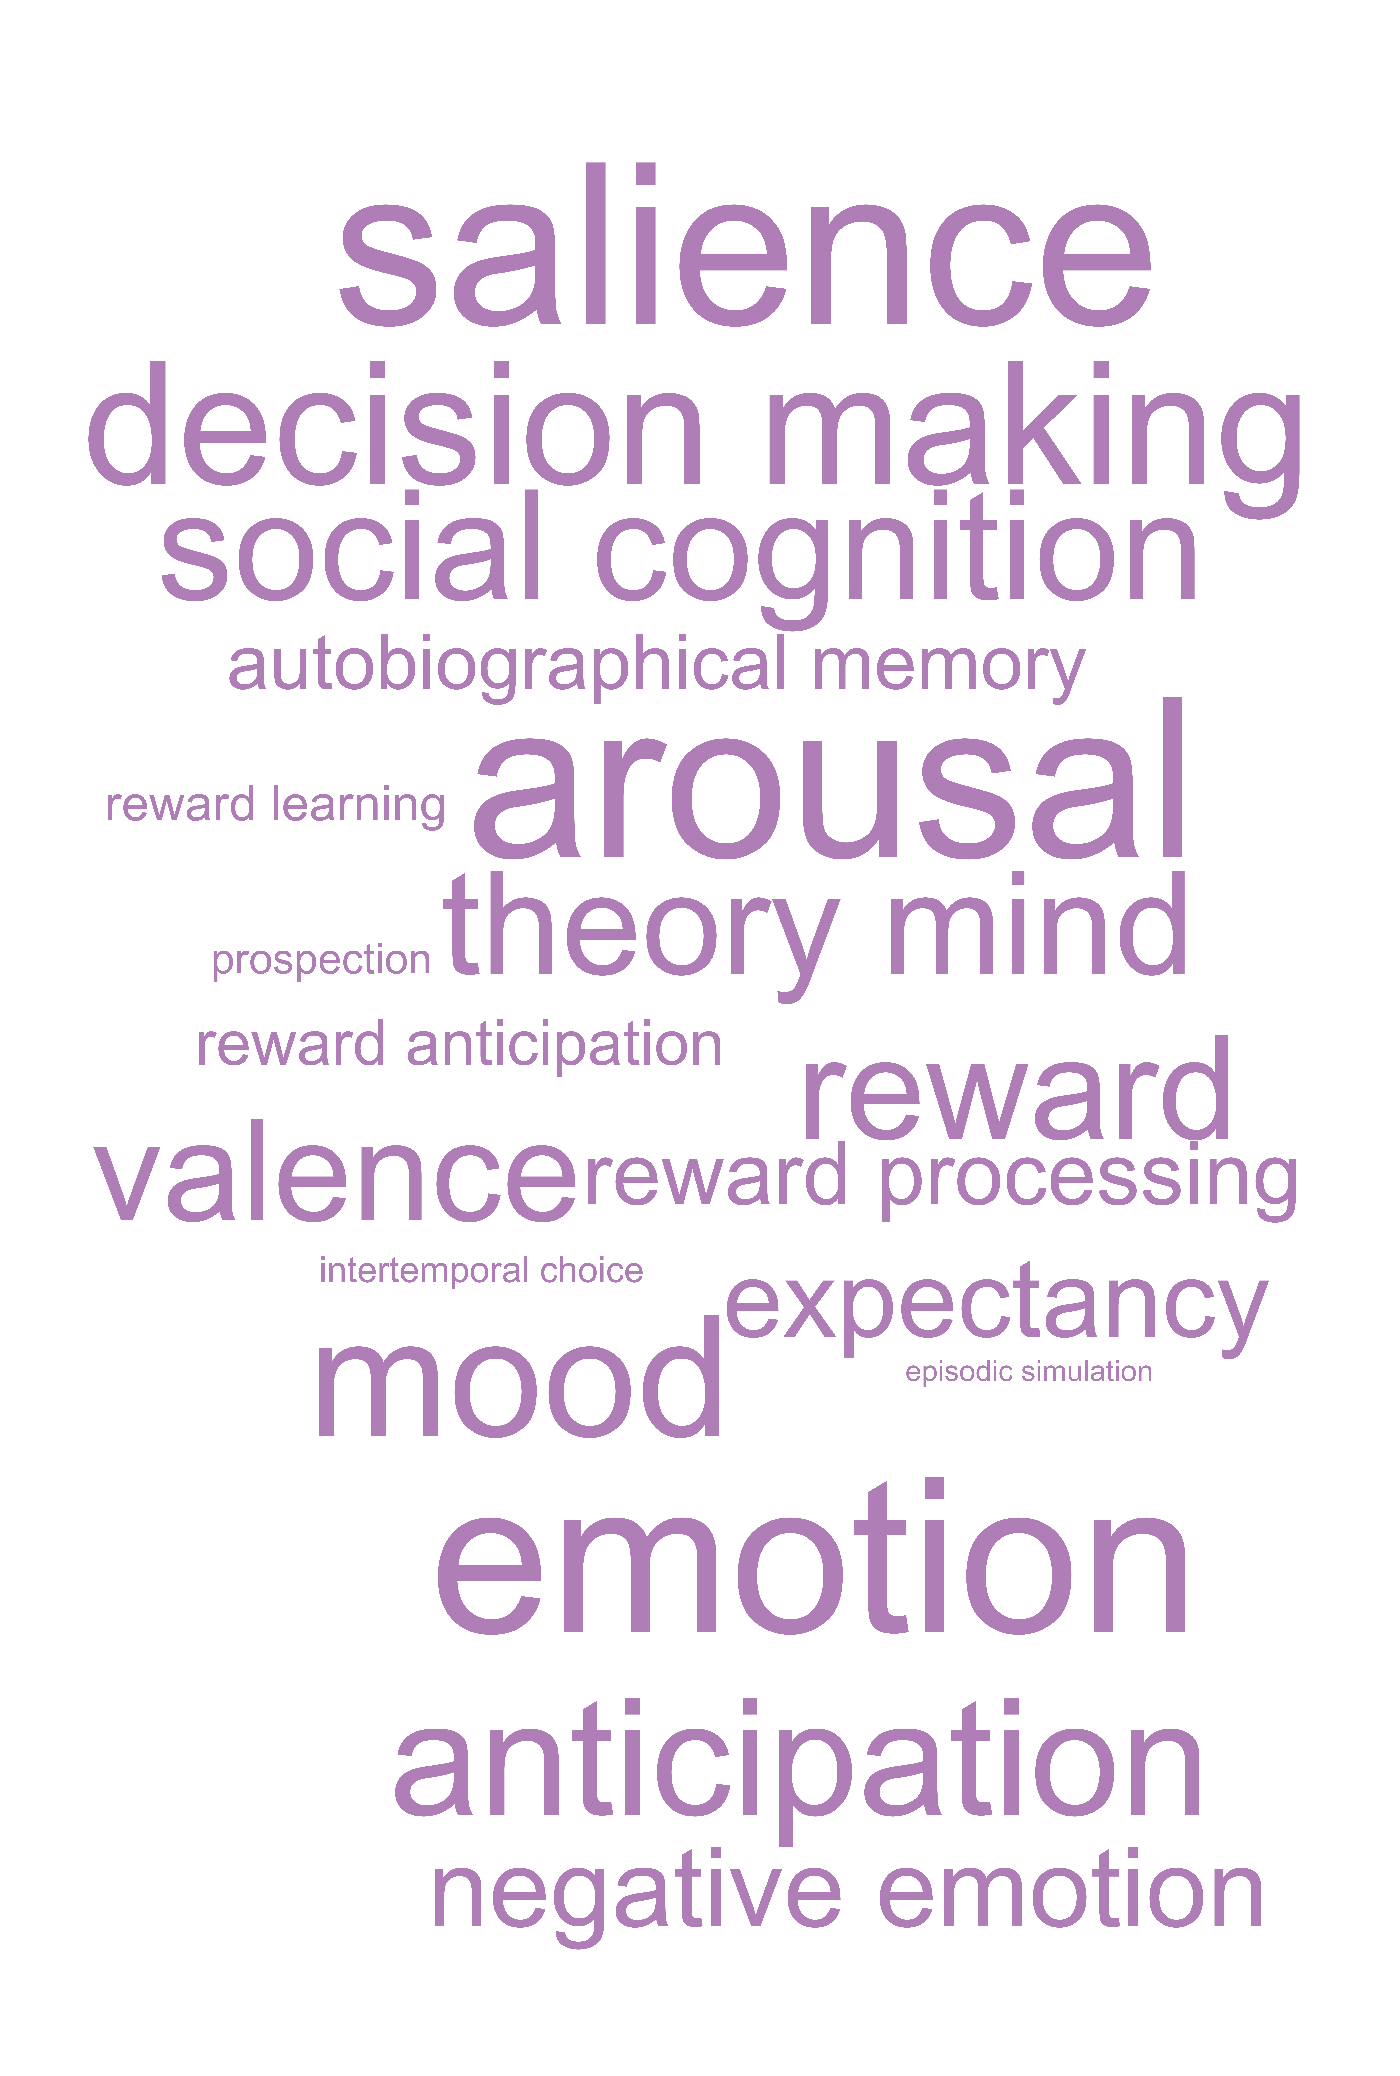 salience
decision making
social cognition
autobiographical memory
arousal
reward learning
theory mind
prospection
reward anticipation
reward
valence
reward processing
intertemporal choice
expectancy
mood
episodic simulation
emotion
anticipation
negative emotion